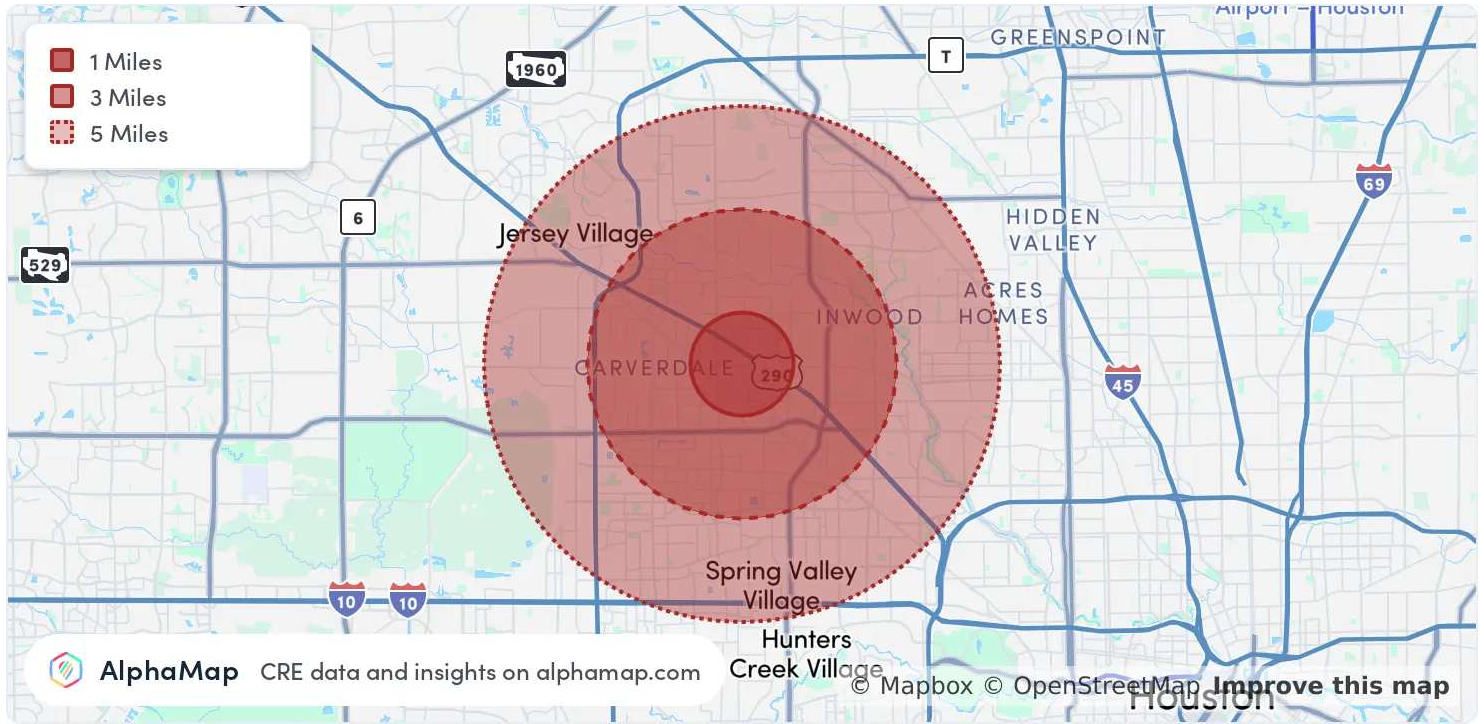 Airport – Houston
1 Miles
3 Miles
5 Miles
GREENSPOINT
T
1960
69
6
HIDDEN
VALLEY
Jersey Village
529
ACRES
HOMES
INWOOD
CARVERDALE
290
45
Spring Valley
Village
10
10
Hunters
Creek Village
AlphaMap CRE data and insights on alphamap.com
© Mapbox © OpenStreetMap Improve this map
Houston